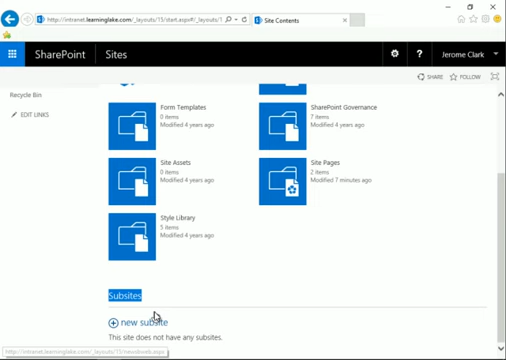 http://intranet.learninglake.com/_layouts/15/start.aspx#/_layouts/1
Site Contents
SharePoint
Sites
?
Jerome Clark
SHARE
FOLLOW
Recycle Bin
EDIT LINKS
Form Templates
0 items
Modified 4 years ago
SharePoint Governance
7 items
Modified 4 years ago
Site Assets
0 items
Modified 4 years ago
Site Pages
2 items
Modified 7 minutes ago
Style Library
5 items
Modified 4 years ago
Subsites
new subsite
This site does not have any subsites.
http://intranet.learninglake.com/_layouts/15/newsbweb.aspx